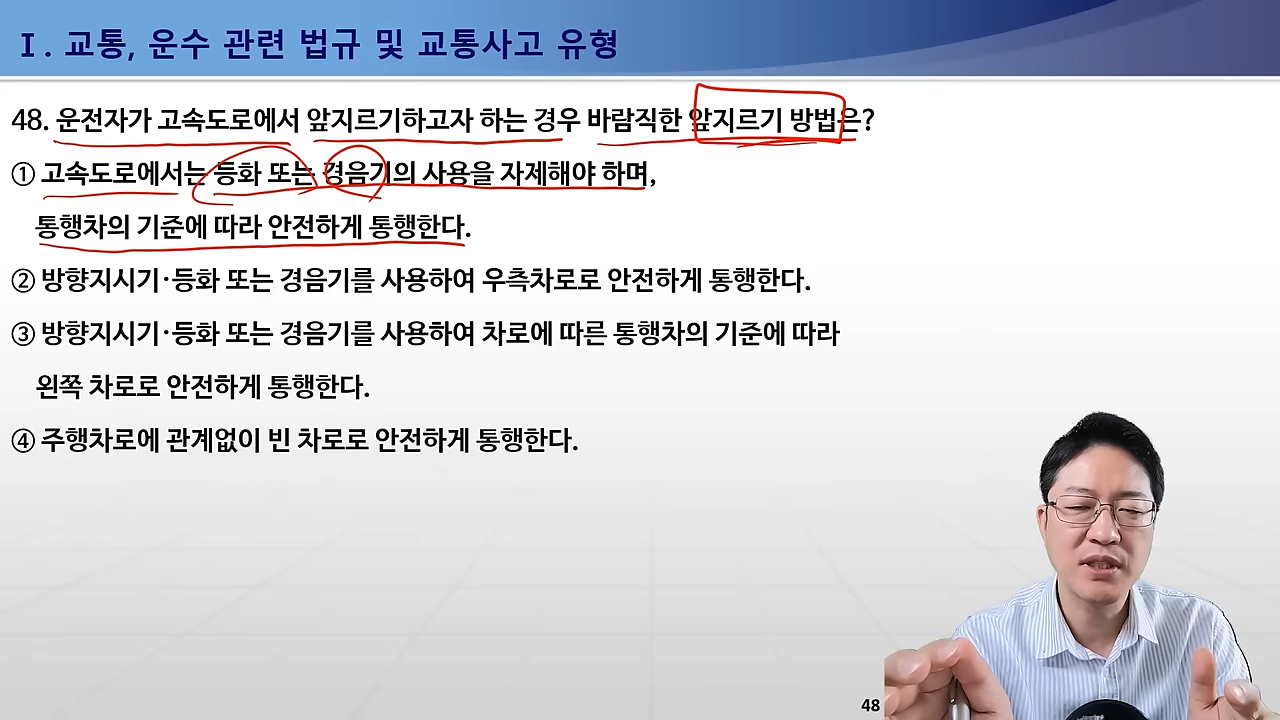 Ⅰ. 교통, 운수 관련 법규 및 교통사고 유형
48. 운전자가 고속도로에서 앞지르기하고자 하는 경우 바람직한 앞지르기 방법은?
① 고속도로에서는 등화 또는 경음기의 사용을 자제해야 하며,
통행차의 기준에 따라 안전하게 통행한다.
② 방향지시기·등화 또는 경음기를 사용하여 우측차로로 안전하게 통행한다.
③ 방향지시기·등화 또는 경음기를 사용하여 차로에 따른 통행차의 기준에 따라
왼쪽 차로로 안전하게 통행한다.
④ 주행차로에 관계없이 빈 차로로 안전하게 통행한다.
48